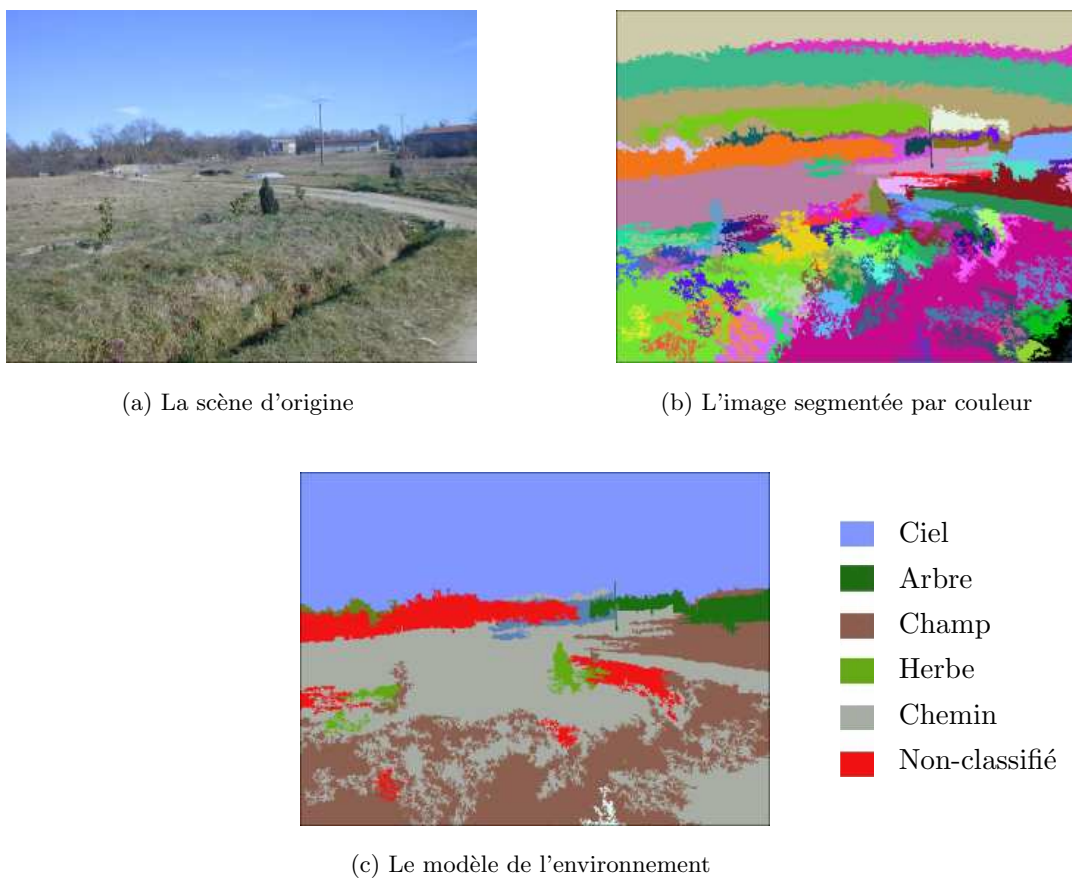 (a) La scène d'origine
(b) L'image segmentée par couleur
Ciel
Arbre
Champ
Herbe
Chemin
Non-classifié
(c) Le modèle de l'environnement